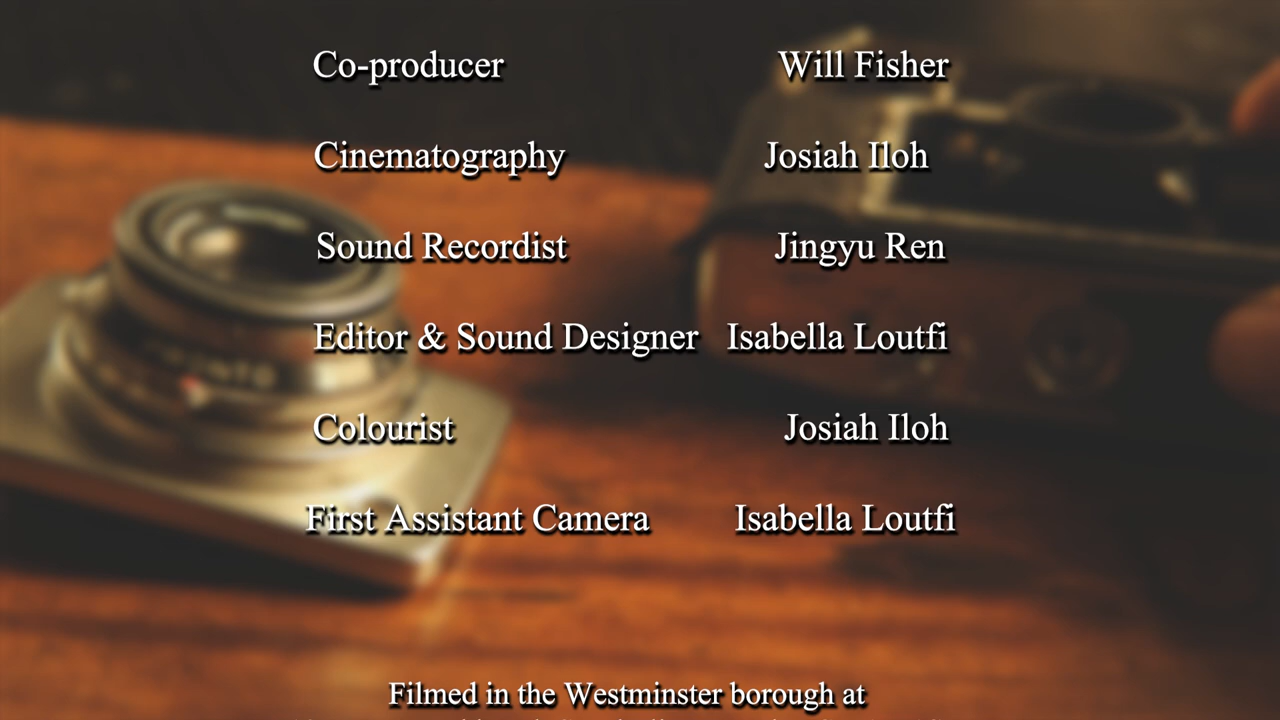 Co-producer Will Fisher
Cinematography Josiah Iloh
Sound Recordist Jingyu Ren
Editor & Sound Designer Isabella Loutfi
Colourist Josiah Iloh
First Assistant Camera Isabella Loutfi
Filmed in the Westminster borough at